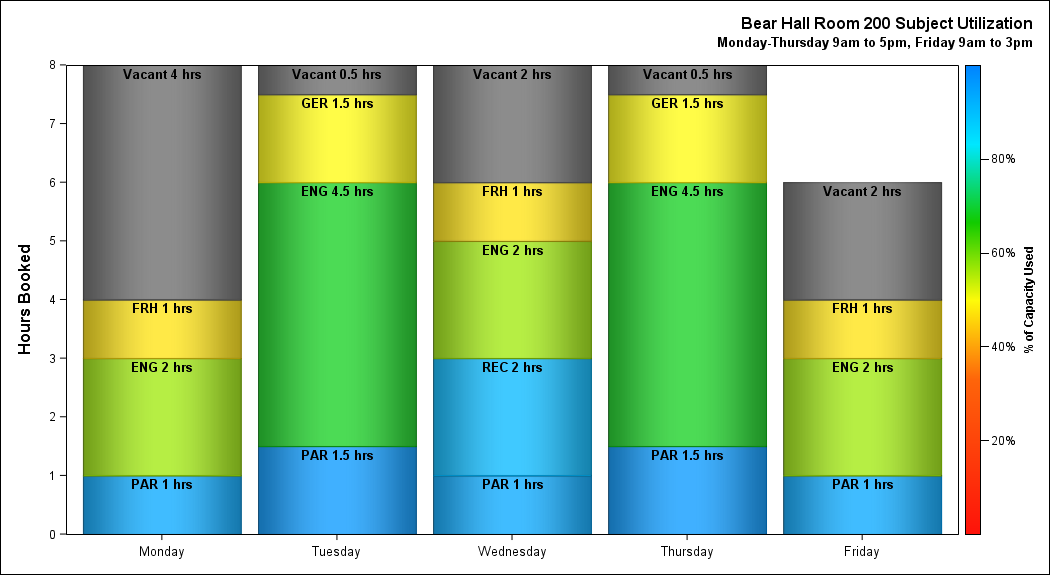 Bear Hall Room 200 Subject Utilization
Monday-Thursday 9am to 5pm, Friday 9am to 3pm
Hours Booked
8
7
6
5
4
3
2
1
0
Vacant 4 hrs
FRH 1 hrs
ENG 2 hrs
PAR 1 hrs
Monday
Vacant 0.5 hrs
GER 1.5 hrs
ENG 4.5 hrs
PAR 1.5 hrs
Tuesday
Vacant 2 hrs
FRH 1 hrs
ENG 2 hrs
REC 2 hrs
PAR 1 hrs
Wednesday
Vacant 0.5 hrs
GER 1.5 hrs
ENG 4.5 hrs
PAR 1.5 hrs
Thursday
Vacant 2 hrs
FRH 1 hrs
ENG 2 hrs
PAR 1 hrs
Friday
80%
60%
40%
20%
% of Capacity Used